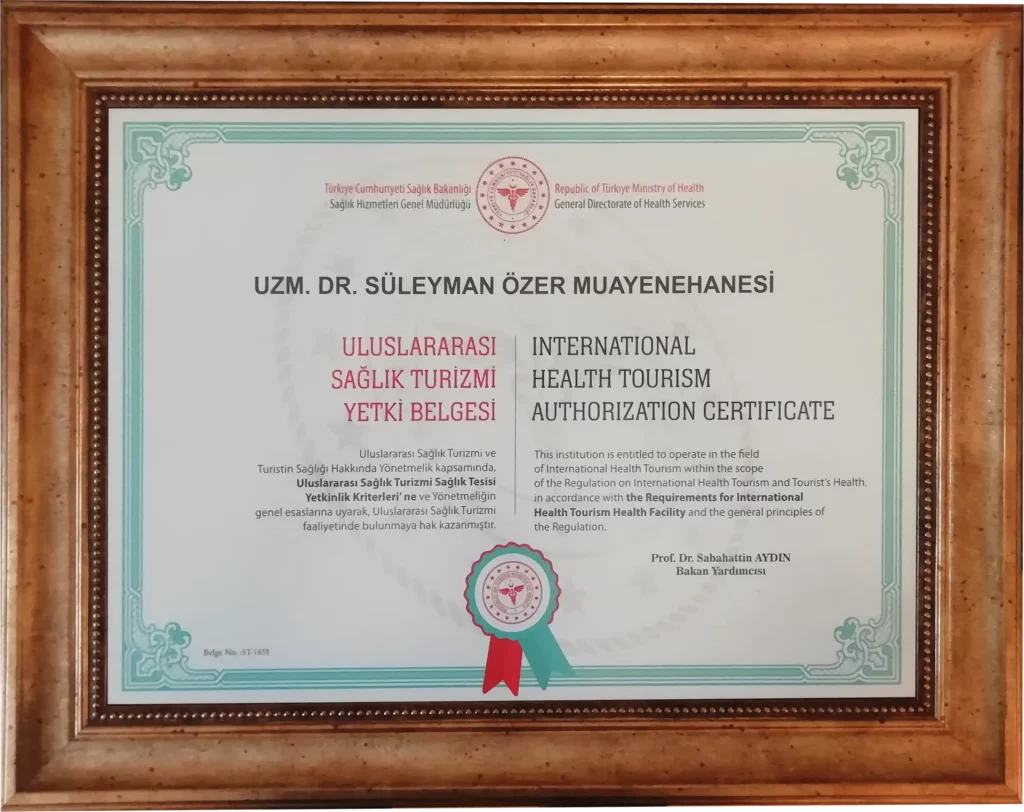 Türkiye Cumhuriyeti Sağlık Bakanlığı
Sağlık Hizmetleri Genel Müdürlüğü
Republic of Türkiye Ministry of Health
General Directorate of Health Services
UZM. DR. SÜLEYMAN ÖZER MUAYENEHANESİ
ULUSLARARASI
SAĞLIK TURİZMİ
YETKİ BELGESİ
INTERNATIONAL
HEALTH TOURISM
AUTHORIZATION CERTIFICATE
Uluslararası Sağlık Turizmi ve
Turistin Sağlığı Hakkında Yönetmelik kapsamında,
Uluslararası Sağlık Turizmi Sağlık Tesisi
Yetkinlik Kriterleri' ne ve Yönetmeliğin
genel esaslarına uyarak, Uluslararası Sağlık Turizmi
faaliyetinde bulunmaya hak kazanmıştır.
This institution is entitled to operate in the field
of International Health Tourism within the scope
of the Regulation on International Health Tourism and Tourist's Health,
in accordance with the Requirements for International
Health Tourism Health Facility and the general principles of
the Regulation.
Prof. Dr. Sabahattin AYDIN
Bakan Yardımcısı
Belge No. :ST-1858